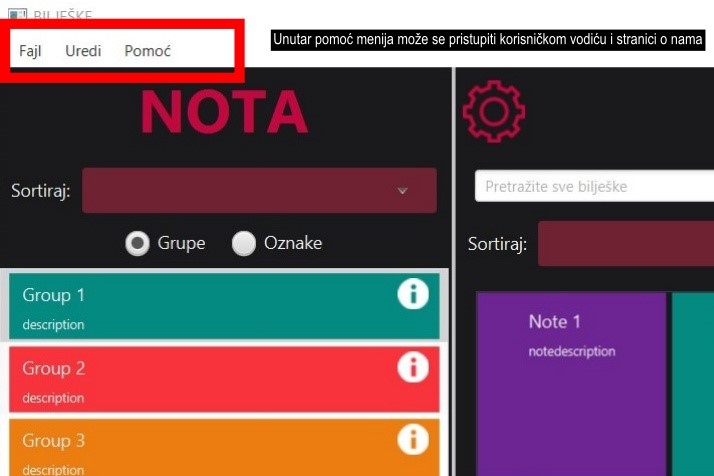 BILJEŠKE
Fajl Uredi Pomoć
Unutar pomoć menija može se pristupiti korisničkom vodiću i stranici o nama
NOTA
Sortiraj:
Grupe Oznake
Group 1
description
Group 2
description
Group 3
description
Pretražite sve bilješke
Sortiraj:
Note 1
notedescription